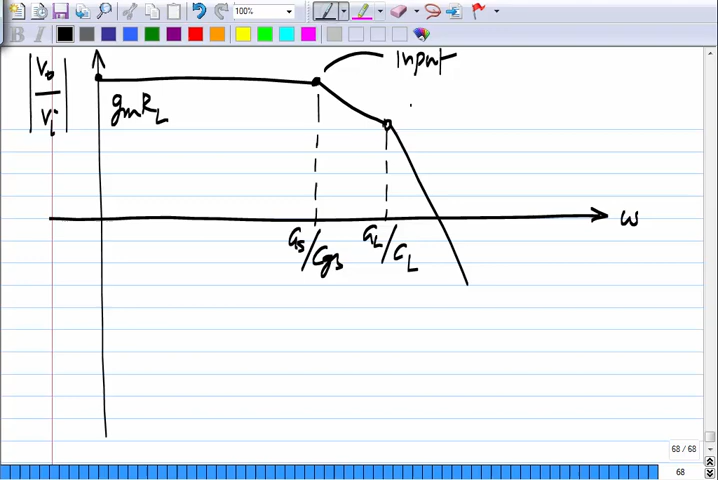 100%
B I
|Vo/Vi|
Input
gmRL
ω
Gs/Cgs
GL/CL
68 / 68
68